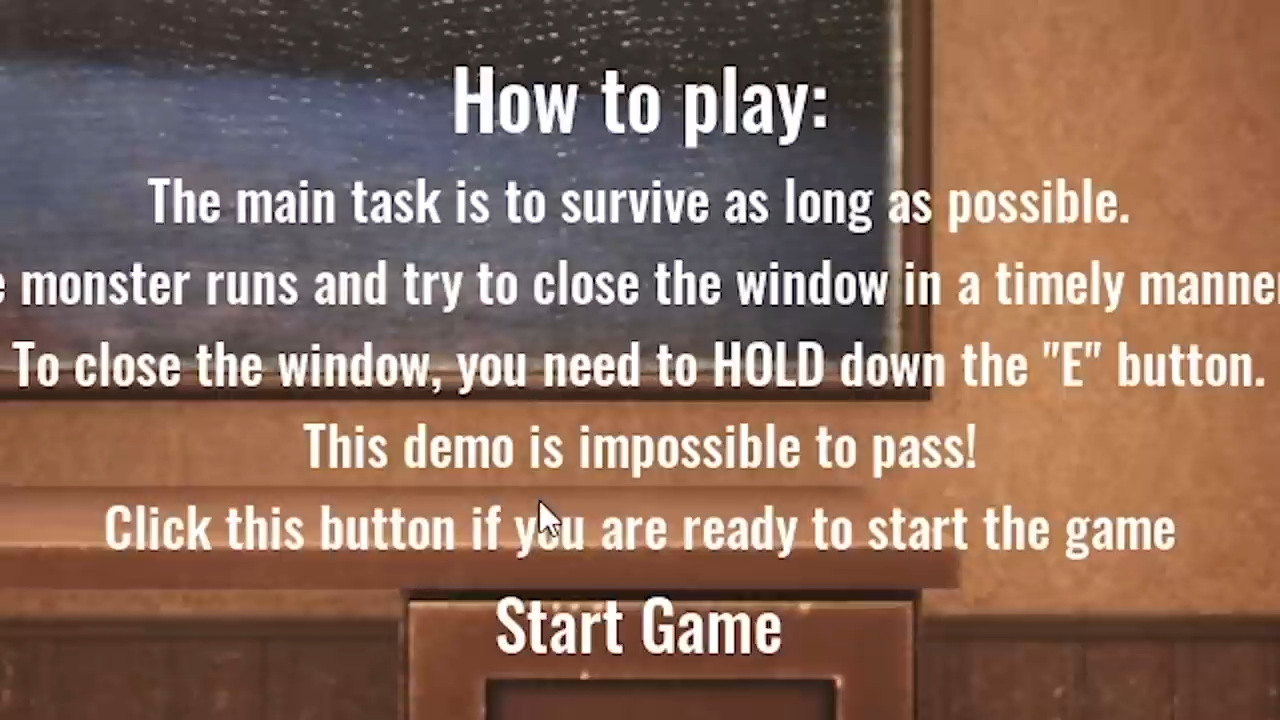 How to play:
The main task is to survive as long as possible.
monster runs and try to close the window in a timely
To close the window, you need to HOLD down the "E" button.
This demo is impossible to pass!
Click this button if you are ready to start the game
Start Game